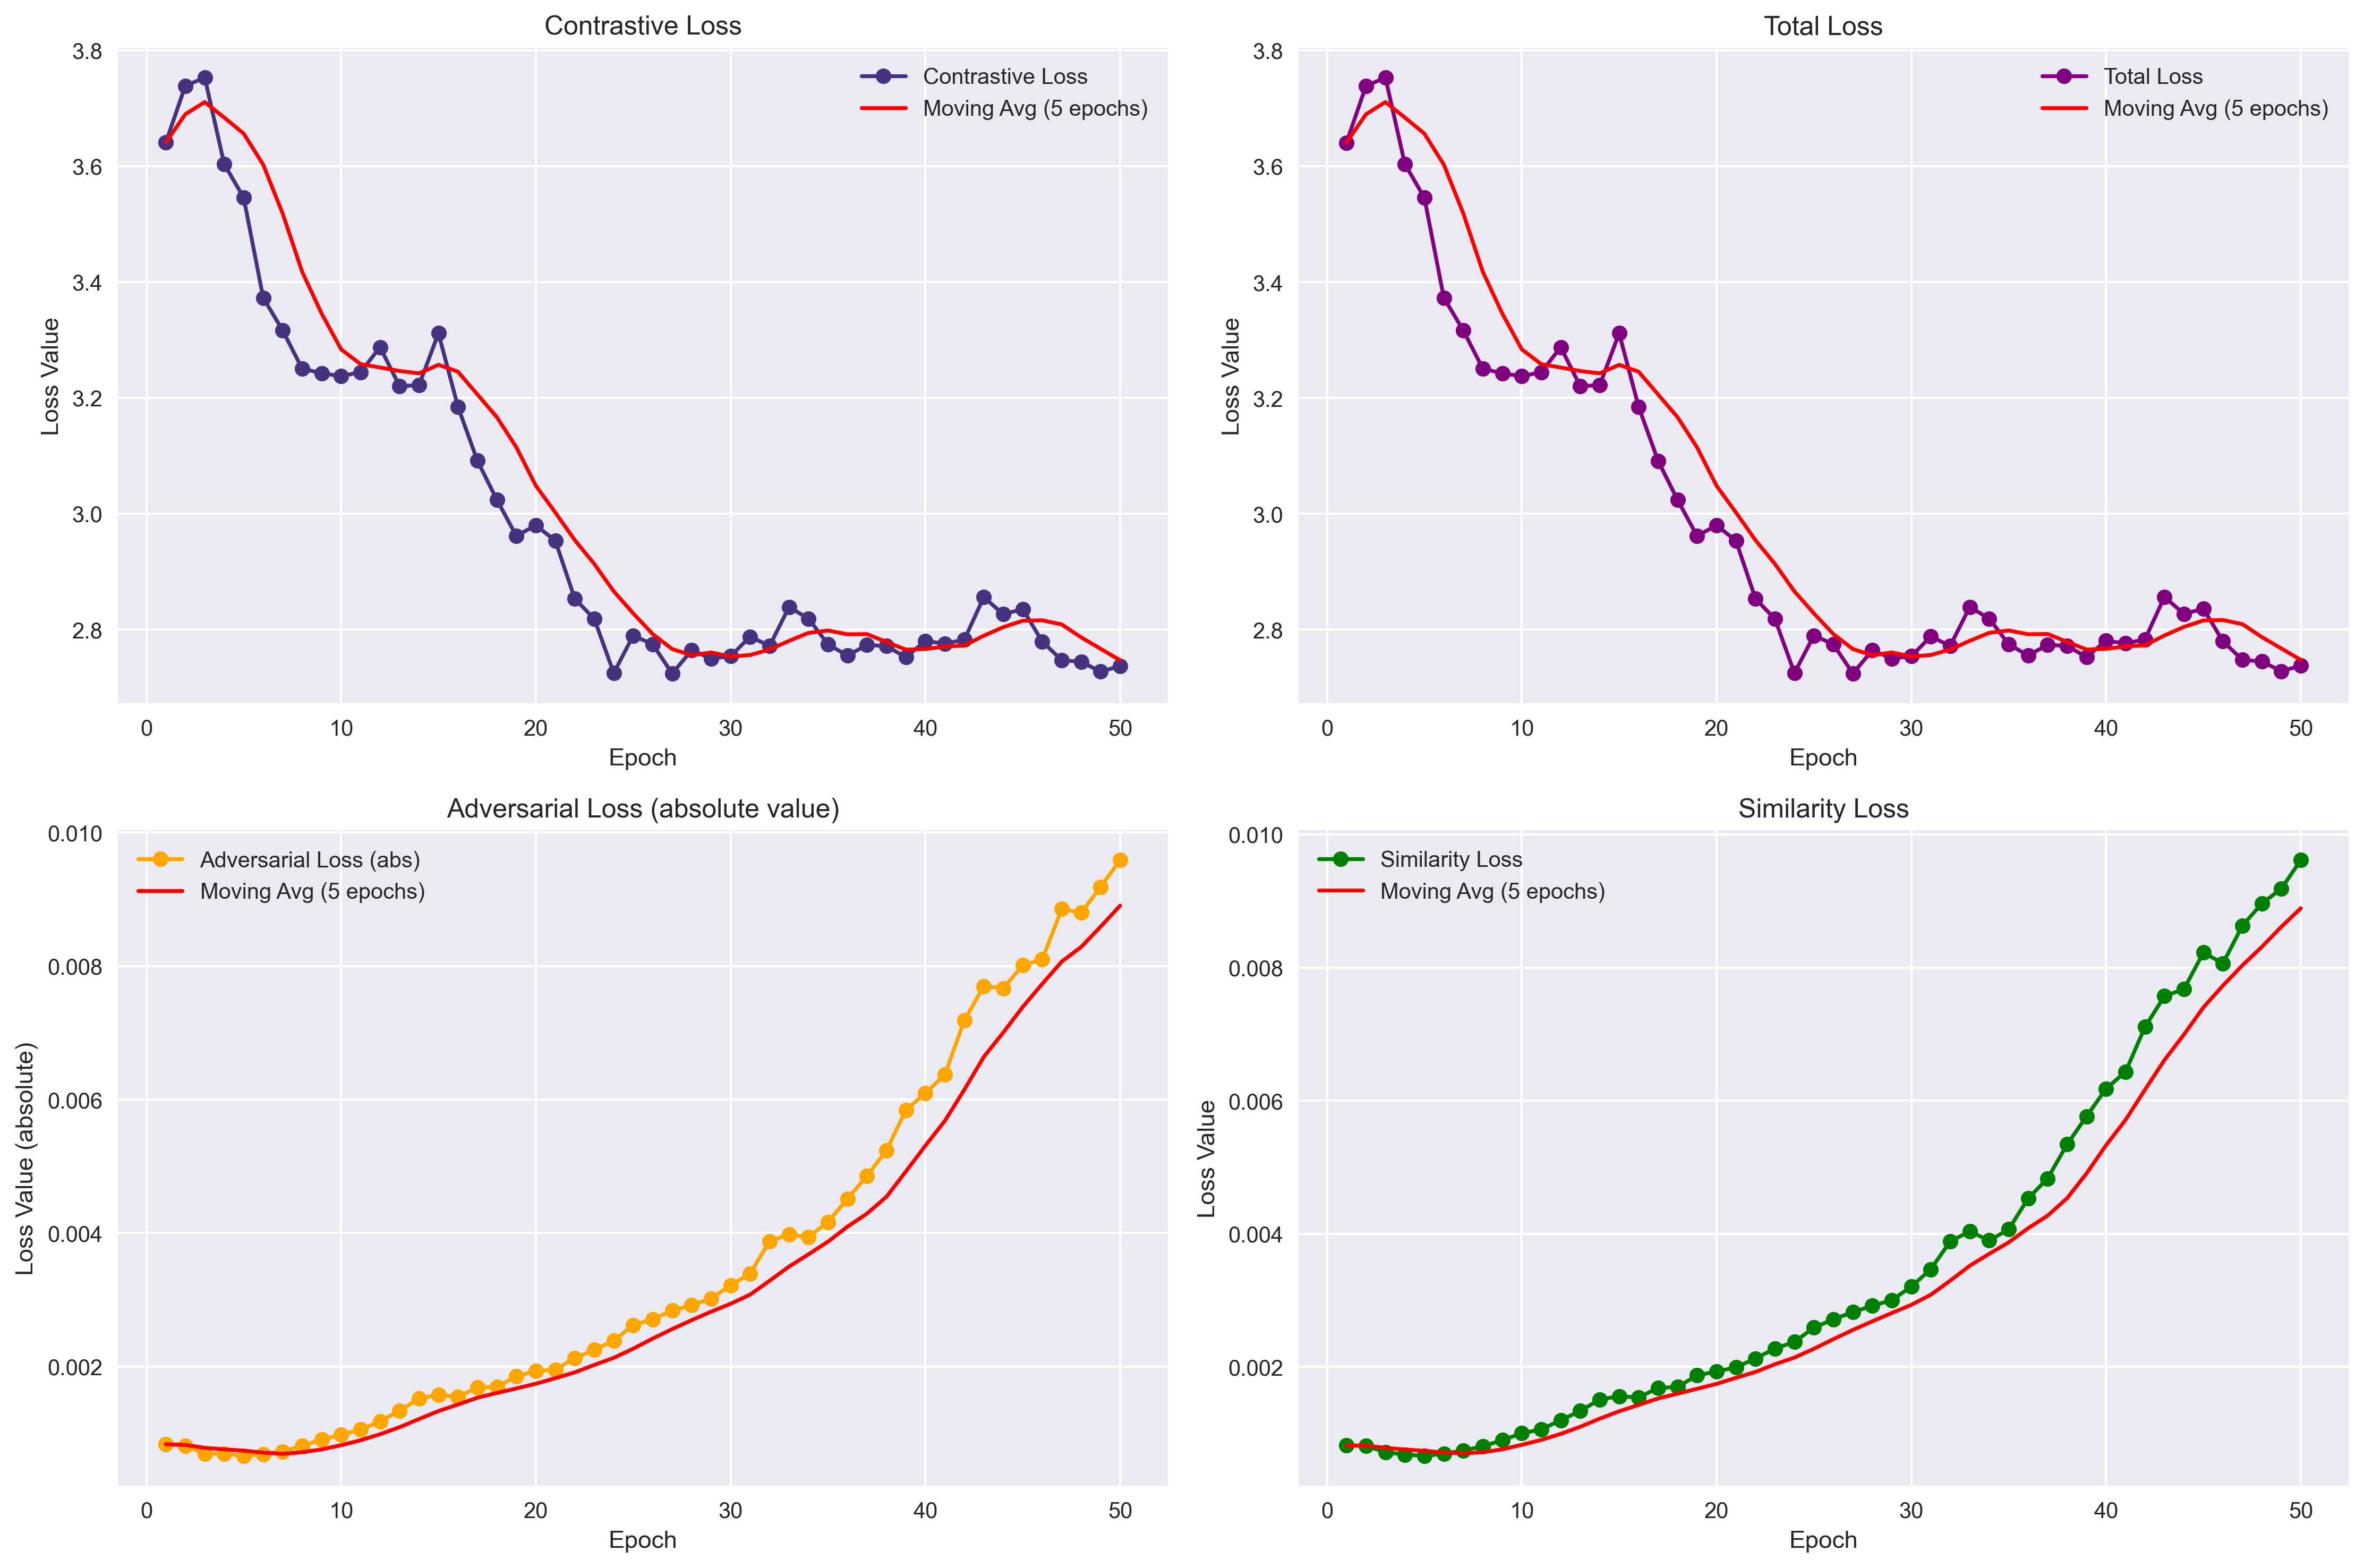 Contrastive Loss
3.8
3.6
3.4
3.2
3.0
2.8
Loss Value
Contrastive Loss
Moving Avg (5 epochs)
0 10 20 30 40 50
Epoch
Total Loss
3.8
3.6
3.4
3.2
3.0
2.8
Loss Value
Total Loss
Moving Avg (5 epochs)
0 10 20 30 40 50
Epoch
Adversarial Loss (absolute value)
0.010
0.008
0.006
0.004
0.002
Loss Value (absolute)
Adversarial Loss (abs)
Moving Avg (5 epochs)
0 10 20 30 40 50
Epoch
Similarity Loss
0.010
0.008
0.006
0.004
0.002
Loss Value
Similarity Loss
Moving Avg (5 epochs)
0 10 20 30 40 50
Epoch